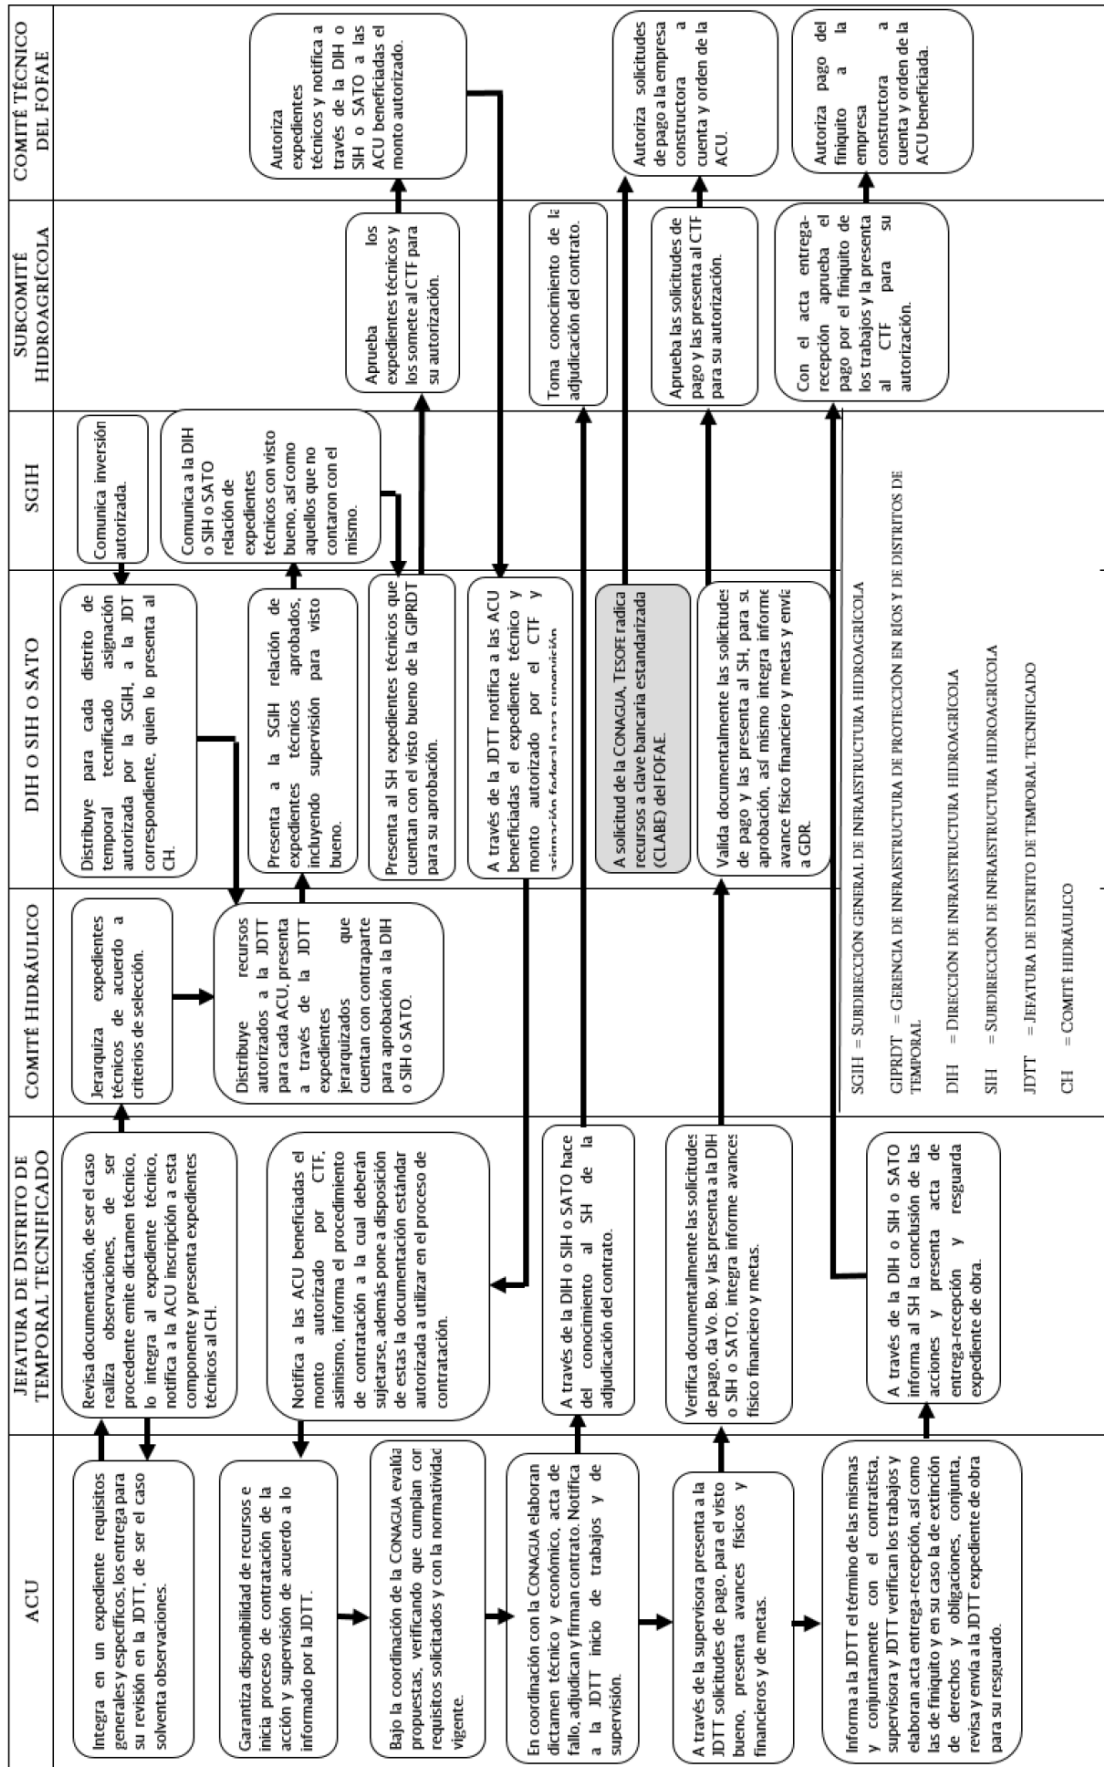 ACU
JEFATURA DE DISTRITO DE
TEMPORAL TECNIFICADO
COMITÉ HIDRÁULICO
DIH O SIH O SATO
SGIH
SUBCOMITÉ
HIDROAGRÍCOLA
COMITÉ TÉCNICO
DEL FOFAE
Integra en un expediente requisitos
generales y específicos, los entrega para
su revisión en la JDTT, de ser el caso
solventa observaciones.
Revisa documentación, de ser el caso
realiza observaciones, de ser
procedente emite dictamen técnico,
lo integra al expediente técnico,
notifica a la ACU inscripción a esta
componente y presenta expedientes
técnicos al CH.
Jerarquiza expedientes
técnicos de acuerdo a
criterios de selección.
Distribuye para cada distrito de
temporal tecnificado asignación
autorizada por la SGIH, a la JDT
correspondiente, quien lo presenta al
CH.
Comunica inversión
autorizada.
Distribuye recursos
autorizados a la JDTT
para cada ACU, presenta
a través de la JDTT
expedientes
jerarquizados que
cuentan con contraparte
para aprobación a la DIH
o SIH o SATO.
Presenta a la SGIH relación de
expedientes técnicos aprobados,
incluyendo supervisión para visto
bueno.
Comunica a la DIH
o SIH o SATO
relación de
expedientes
técnicos con visto
bueno, así como
aquellos que no
contaron con el
mismo.
Presenta al SH expedientes técnicos que
cuentan con el visto bueno de la GIPRDT
para su aprobación.
Aprueba los
expedientes técnicos y
los somete al CTF para
su autorización.
Autoriza
expedientes
técnicos y notifica a
través de la DIH o
SIH o SATO a las
ACU beneficiadas el
monto autorizado.
A través de la JDTT notifica a las ACU
beneficiadas el expediente técnico y
monto autorizado por el CTF y
asignación federal para supervisión
Notifica a las ACU beneficiadas el
monto autorizado por CTF,
asimismo, informa el procedimiento
de contratación a la cual deberán
sujetarse, además pone a disposición
de estas la documentación estándar
autorizada a utilizar en el proceso de
contratación.
Garantiza disponibilidad de recursos e
inicia proceso de contratación de la
acción y supervisión de acuerdo a lo
informado por la JDTT.
Bajo la coordinación de la CONAGUA evalúa
propuestas, verificando que cumplan con
requisitos solicitados y con la normatividad
vigente.
En coordinación con la CONAGUA elaboran
dictamen técnico y económico, acta de
fallo, adjudican y firman contrato. Notifica
a la JDTT inicio de trabajos y de
supervisión.
A través de la DIH o SIH o SATO hace
del conocimiento al SH de la
adjudicación del contrato.
Toma conocimiento de la
adjudicación del contrato.
A solicitud de la CONAGUA, TESOFE radica
recursos a clave bancaria estandarizada
(CLABE) del FOFAE.
Autoriza solicitudes
de pago a la empresa
constructora a
cuenta y orden de la
ACU.
A través de la supervisora presenta a la
JDTT solicitudes de pago, para el visto
bueno, presenta avances físicos y
financieros y de metas.
Verifica documentalmente las solicitudes
de pago, da Vo. Bo. y las presenta a la DIH
o SIH o SATO, integra informe avances
físico financiero y metas.
Valida documentalmente las solicitudes
de pago y las presenta al SH, para su
aprobación, así mismo integra informe
avance físico financiero y metas y envía
a GDR.
Aprueba las solicitudes de
pago y las presenta al CTF
para su autorización.
Informa a la JDTT el término de las mismas
y conjuntamente con el contratista,
supervisora y JDTT verifican los trabajos y
elaboran acta entrega-recepción, así como
las de finiquito y en su caso la de extinción
de derechos y obligaciones, conjunta,
revisa y envía a la JDTT expediente de obra
para su resguardo.
A través de la DIH o SIH o SATO
informa al SH la conclusión de las
acciones y presenta acta de
entrega-recepción y resguarda
expediente de obra.
Con el acta entrega-
recepción aprueba el
pago por el finiquito de
los trabajos y la presenta
al CTF para su
autorización.
Autoriza pago del
finiquito a la
empresa
constructora a
cuenta y orden de la
ACU beneficiada.
SGIH = SUBDIRECCIÓN GENERAL DE INFRAESTRUCTURA HIDROAGRÍCOLA
GIPRDT = GERENCIA DE INFRAESTRUCTURA DE PROTECCIÓN EN RIOS Y DE DISTRITOS DE
TEMPORAL
DIH = DIRECCIÓN DE INFRAESTRUCTURA HIDROAGRÍCOLA
SIH = SUBDIRECCIÓN DE INFRAESTRUCTURA HIDROAGRÍCOLA
JDTT = JEFATURA DE DISTRITO DE TEMPORAL TECNIFICADO
CH = COMITÉ HIDRÁULICO